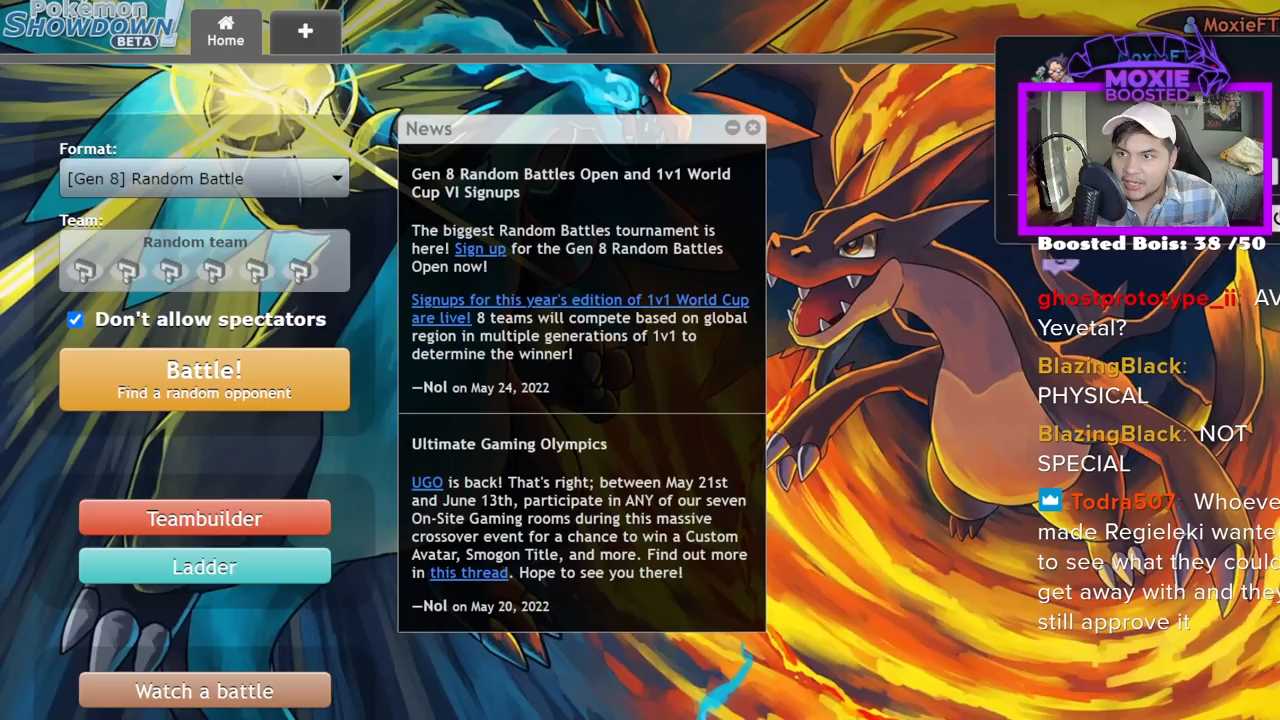 Pokémon
SHOWDOWN!
BETA
Home
+
MoxieFT
MOXIE
BOOSTED
Format:
[Gen 8] Random Battle
Team:
Random team
Don't allow spectators
Battle!
Find a random opponent
Teambuilder
Ladder
Watch a battle
News
Gen 8 Random Battles Open and 1v1 World
Cup VI Signups
The biggest Random Battles tournament is
here! Sign up for the Gen 8 Random Battles
Open now!
Signups for this year's edition of 1v1 World Cup
are live! 8 teams will compete based on global
region in multiple generations of 1v1 to
determine the winner!
—Nol on May 24, 2022
Ultimate Gaming Olympics
UGO is back! That's right; between May 21st
and June 13th, participate in ANY of our seven
On-Site Gaming rooms during this massive
crossover event for a chance to win a Custom
Avatar, Smogon Title, and more. Find out more
in this thread. Hope to see you there!
—Nol on May 20, 2022
Boosted Bois: 38 /50
ghostprototype_ii: AV
Yevetal?
BlazingBlack:
PHYSICAL
BlazingBlack: NOT
SPECIAL
Todra507: Whoeve
made Regieleki wante
to see what they could
get away with and they
still approve it